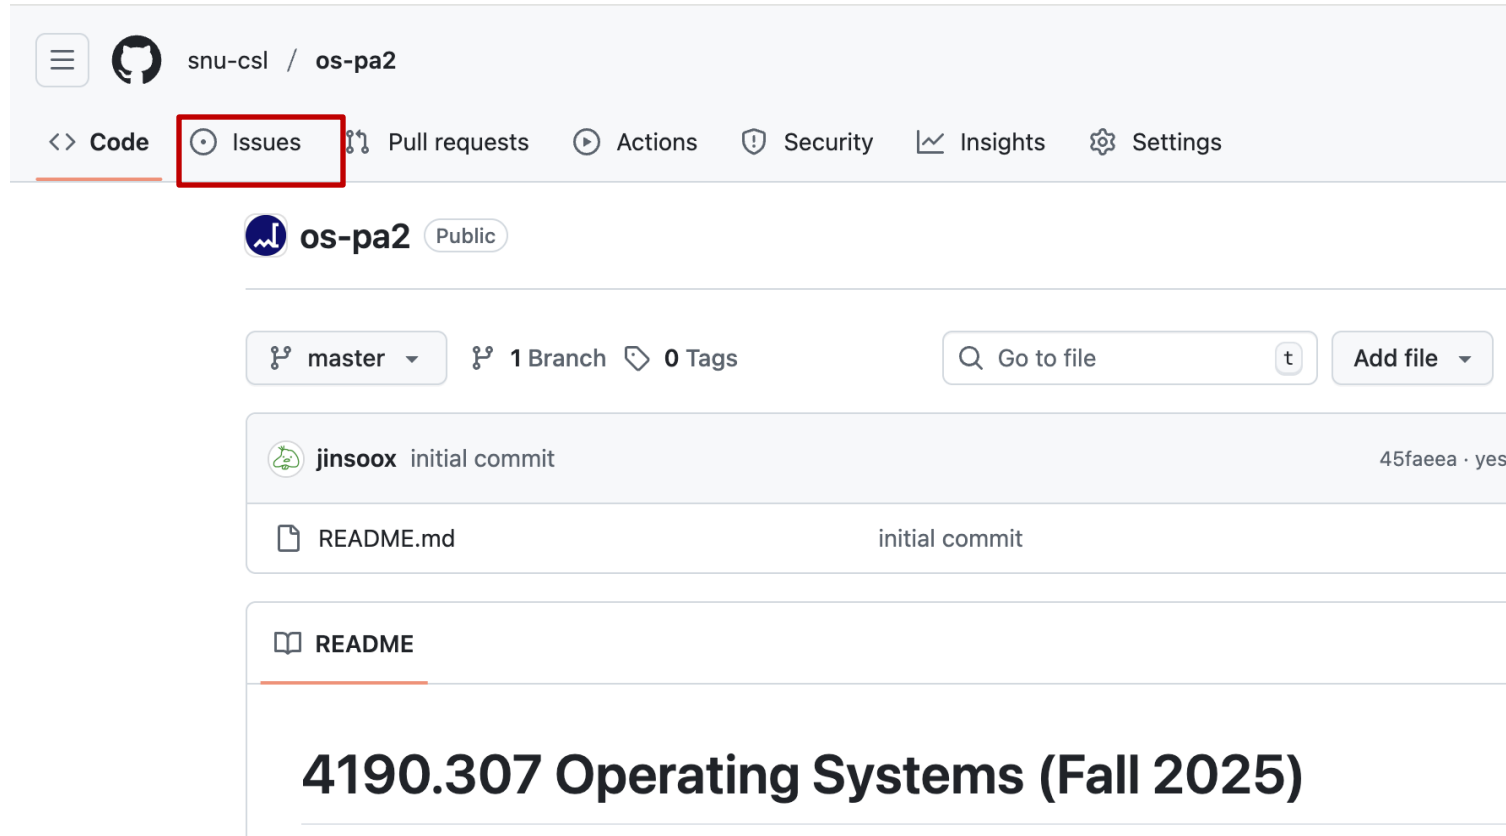 snu-csl / os-pa2
Code Issues Pull requests Actions Security Insights Settings
os-pa2 Public
master 1 Branch 0 Tags Go to file t Add file
jinsoox initial commit 45faeea · yes
README.md initial commit
README
4190.307 Operating Systems (Fall 2025)